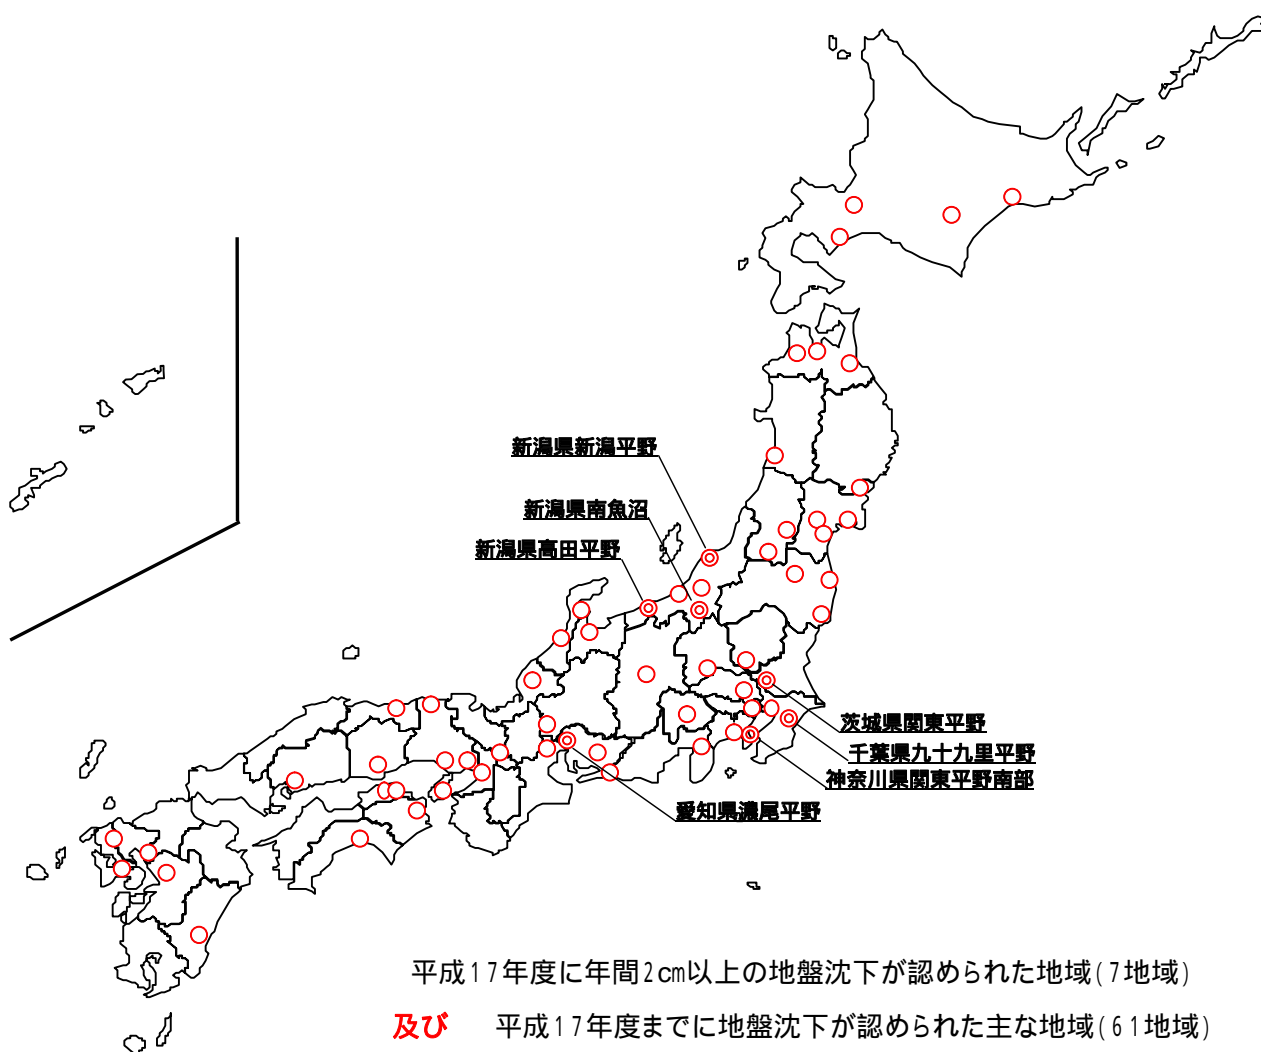 新潟県新潟平野
新潟県南魚沼
新潟県高田平野
茨城県関東平野
千葉県九十九里平野
神奈川県関東平野南部
愛知県濃尾平野
平成17年度に年間2cm以上の地盤沈下が認められた地域(7地域)
及び 平成17年度までに地盤沈下が認められた主な地域(61地域)